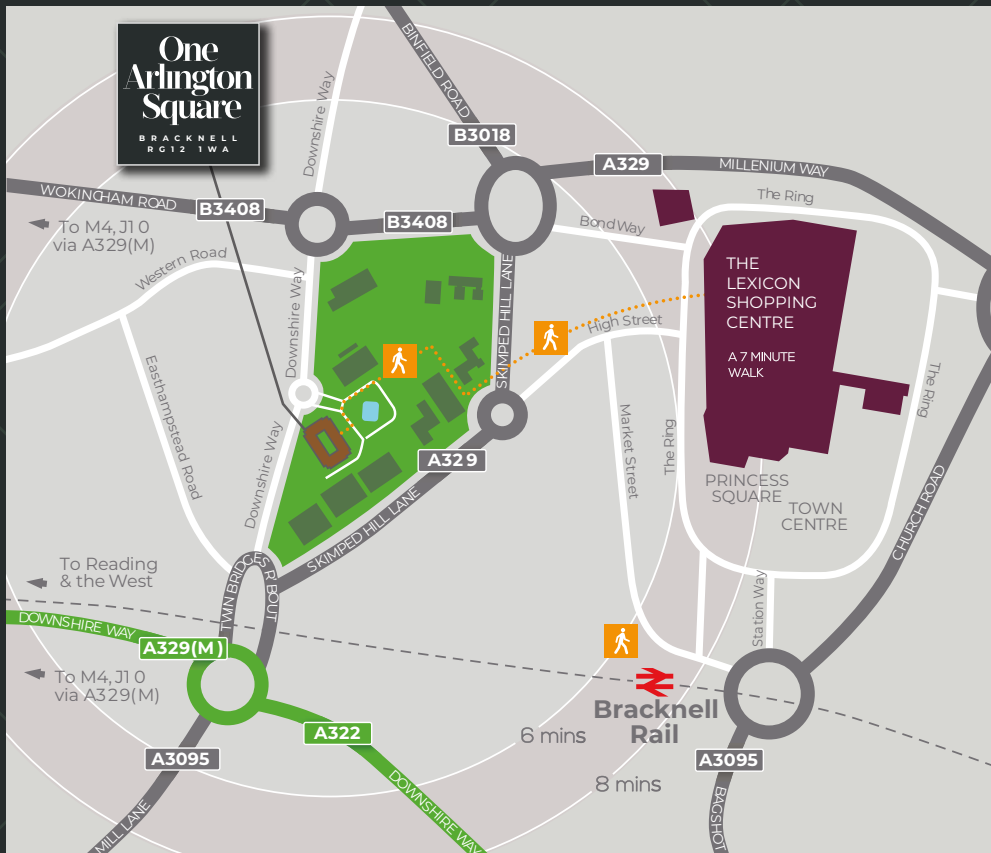 One
Arlington
Square
BRACKNELL
RG12 1WA
Downshire Way
BINFIELD ROAD
B3018
A329
MILLENIUM WAY
WOKINGHAM ROAD
B3408
B3408
The Ring
Bond Way
To M4, J10
via A329(M)
Western Road
Downshire Way
SKIMPED HILL LANE
THE
LEXICON
SHOPPING
CENTRE
A 7 MINUTE
WALK
High Street
Easthampstead Road
Downshire Way
A329
Market Street
The Ring
The Ring
PRINCESS
SQUARE
TOWN
CENTRE
CHURCH ROAD
SKIMPED HILL LANE
To Reading
& the West
TWIN BRIDGES R'BOUT
Station Way
DOWNSHIRE WAY
A329(M)
To M4, J10
via A329(M)
Bracknell
Rail
6 mins
8 mins
A322
A3095
A3095
DOWNSHIRE WAY
MILL LANE
BAGSHOT